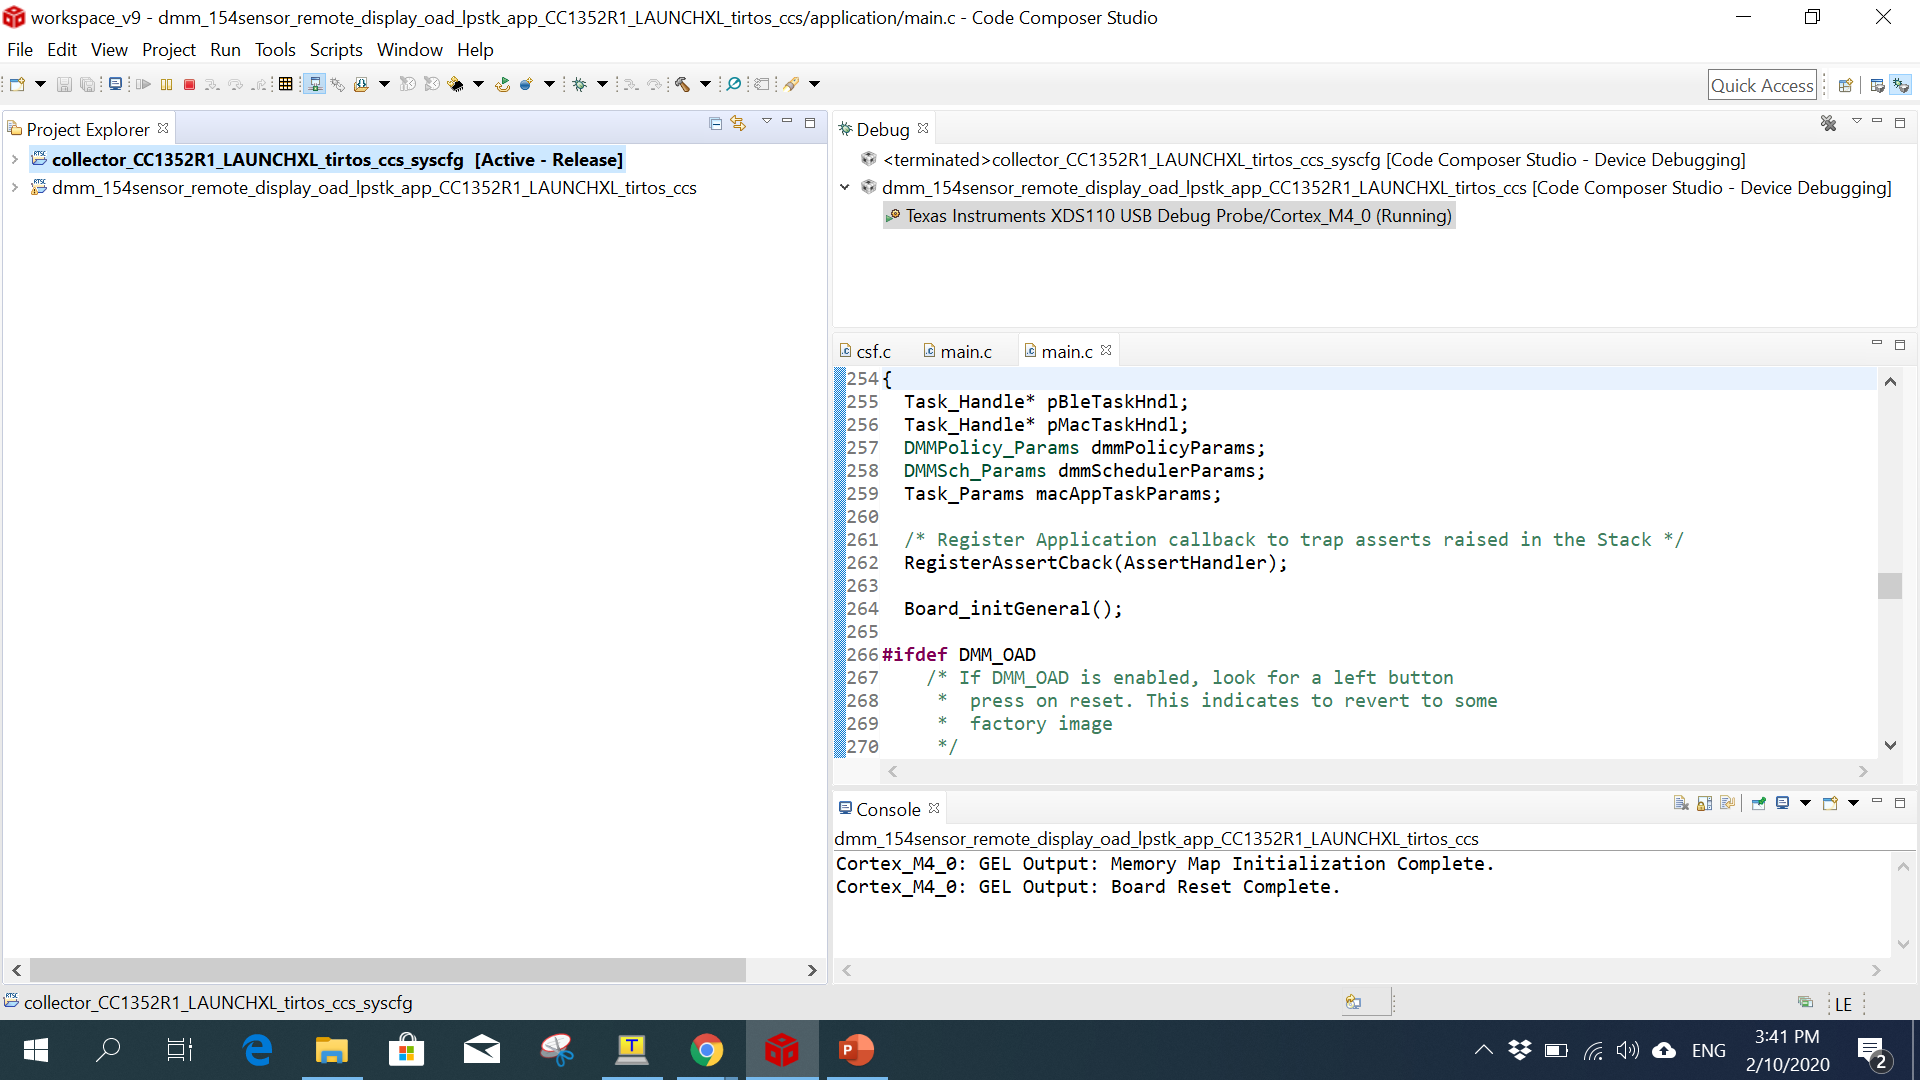 workspace_v9 - dmm_154sensor_remote_display_oad_lpstk_app_CC1352R1_LAUNCHXL_tirtos_ccs/application/main.c - Code Composer Studio
File Edit View Project Run Tools Scripts Window Help
Quick Access
Project Explorer
collector_CC1352R1_LAUNCHXL_tirtos_ccs_syscfg [Active - Release]
dmm_154sensor_remote_display_oad_lpstk_app_CC1352R1_LAUNCHXL_tirtos_ccs
Debug
<terminated>collector_CC1352R1_LAUNCHXL_tirtos_ccs_syscfg [Code Composer Studio - Device Debugging]
dmm_154sensor_remote_display_oad_lpstk_app_CC1352R1_LAUNCHXL_tirtos_ccs [Code Composer Studio - Device Debugging]
Texas Instruments XDS110 USB Debug Probe/Cortex_M4_0 (Running)
csf.c main.c main.c
254 {
255   Task_Handle* pBleTaskHndl;
256   Task_Handle* pMacTaskHndl;
257   DMMPolicy_Params dmmPolicyParams;
258   DMMSch_Params dmmSchedulerParams;
259   Task_Params macAppTaskParams;
260
261   /* Register Application callback to trap asserts raised in the Stack */
262   RegisterAssertCback(AssertHandler);
263
264   Board_initGeneral();
265
266 #ifdef DMM_OAD
267     /* If DMM_OAD is enabled, look for a left button
268      *  press on reset. This indicates to revert to some
269      *  factory image
270      */
Console
dmm_154sensor_remote_display_oad_lpstk_app_CC1352R1_LAUNCHXL_tirtos_ccs
Cortex_M4_0: GEL Output: Memory Map Initialization Complete.
Cortex_M4_0: GEL Output: Board Reset Complete.
collector_CC1352R1_LAUNCHXL_tirtos_ccs_syscfg
LE
ENG
3:41 PM
2/10/2020
2